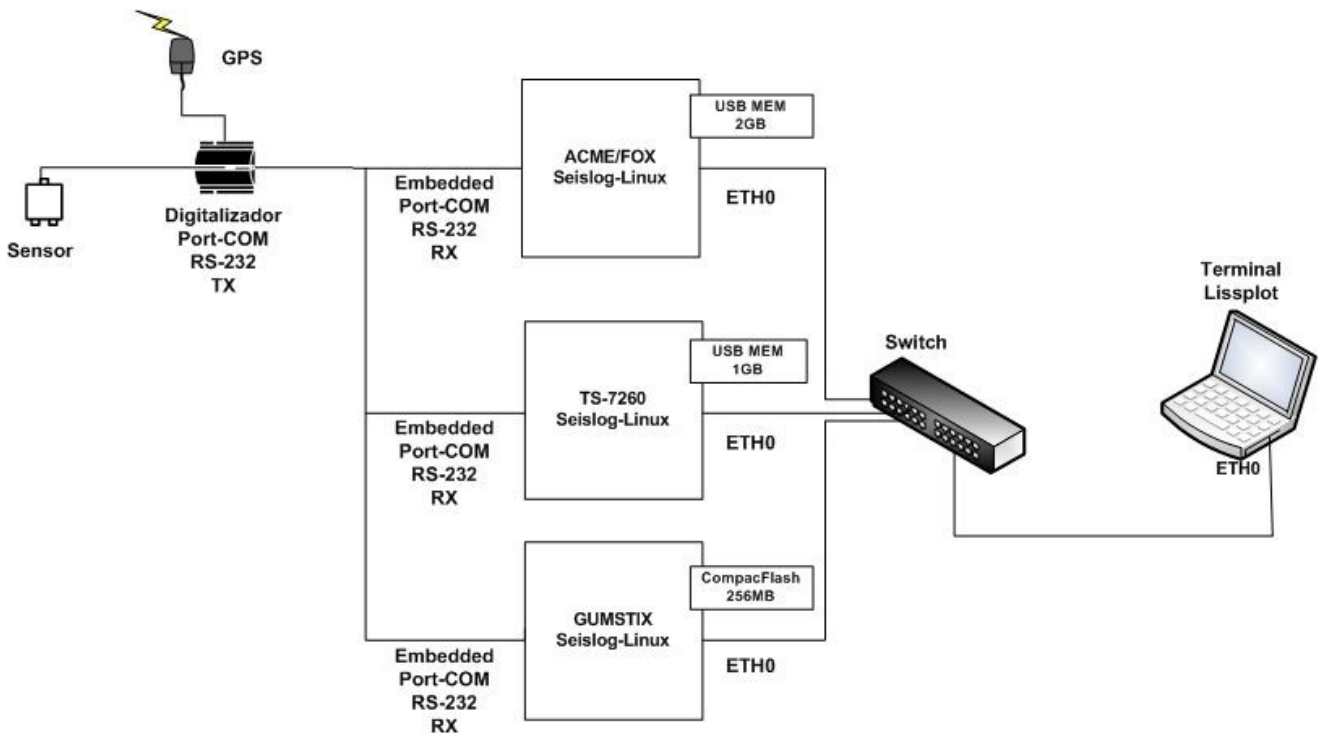 GPS
Sensor
Digitalizador
Port-COM
RS-232
TX
Embedded
Port-COM
RS-232
RX
ACME/FOX
Seislog-Linux
USB MEM
2GB
ETH0
Embedded
Port-COM
RS-232
RX
TS-7260
Seislog-Linux
USB MEM
1GB
ETH0
Embedded
Port-COM
RS-232
RX
GUMSTIX
Seislog-Linux
CompacFlash
256MB
ETH0
Switch
Terminal
Lissplot
ETH0